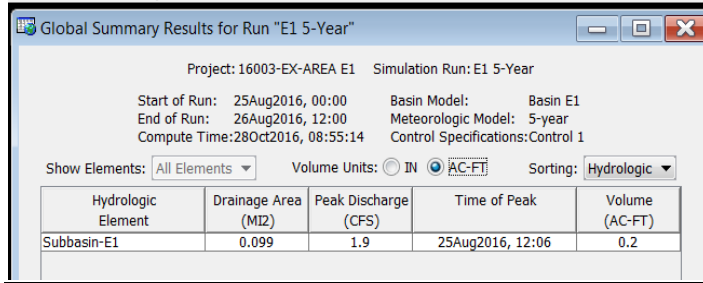 Global Summary Results for Run "E1 5-Year"
Project: 16003-EX-AREA E1 Simulation Run: E1 5-Year
Start of Run: 25Aug2016, 00:00 Basin Model: Basin E1
End of Run: 26Aug2016, 12:00 Meteorologic Model: 5-year
Compute Time:28Oct2016, 08:55:14 Control Specifications:Control 1
Show Elements: All Elements Volume Units: IN AC-FT Sorting: Hydrologic
Hydrologic Drainage Area Peak Discharge Time of Peak Volume
Element (MI2) (CFS) (AC-FT)
Subbasin-E1 0.099 1.9 25Aug2016, 12:06 0.2